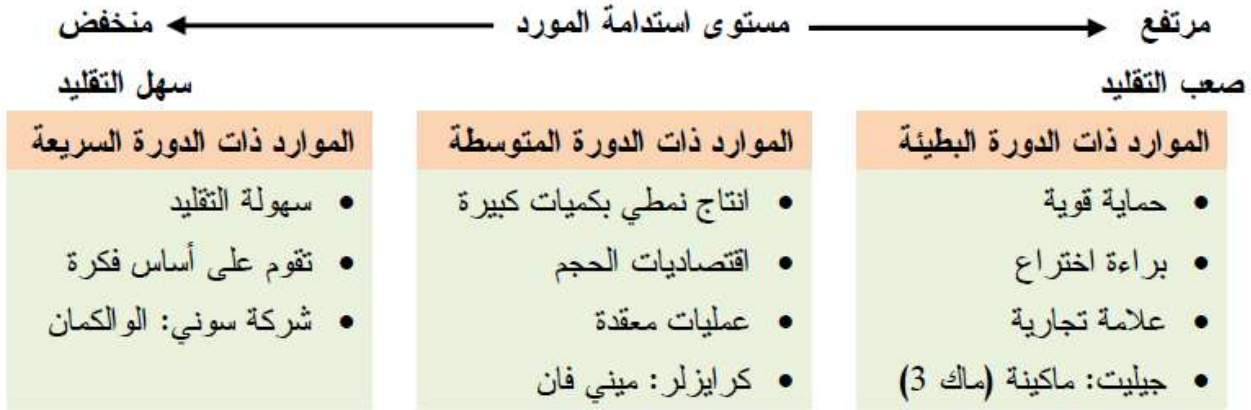 مرتفع مستوى استدامة المورد منخفض
صعب التقليد سهل التقليد
الموارد ذات الدورة البطيئة
• حماية قوية
• براءة اختراع
• علامة تجارية
• جيليت: ماكينة (ماك 3)
الموارد ذات الدورة المتوسطة
• انتاج نمطي بكميات كبيرة
• اقتصاديات الحجم
• عمليات معقدة
• كرايزلر: ميني فان
الموارد ذات الدورة السريعة
• سهولة التقليد
• تقوم على أساس فكرة
• شركة سوني: الوالكمان